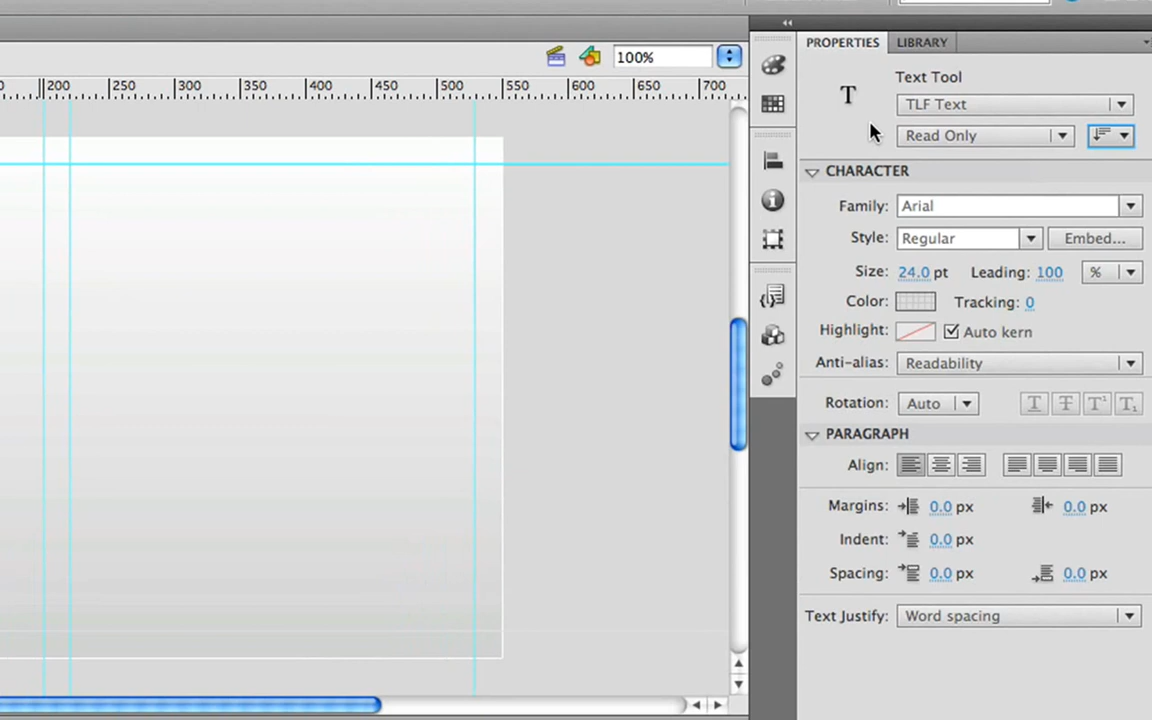 100%
200 250 300 350 400 450 500 550 600 650 700
PROPERTIES LIBRARY
Text Tool
T
TLF Text
Read Only
CHARACTER
Family: Arial
Style: Regular Embed...
Size: 24.0 pt Leading: 100 %
Color: Tracking: 0
Highlight: Auto kern
Anti-alias: Readability
Rotation: Auto T T T¹ T₁
PARAGRAPH
Align:
Margins: 0.0 px 0.0 px
Indent: 0.0 px
Spacing: 0.0 px 0.0 px
Text Justify: Word spacing